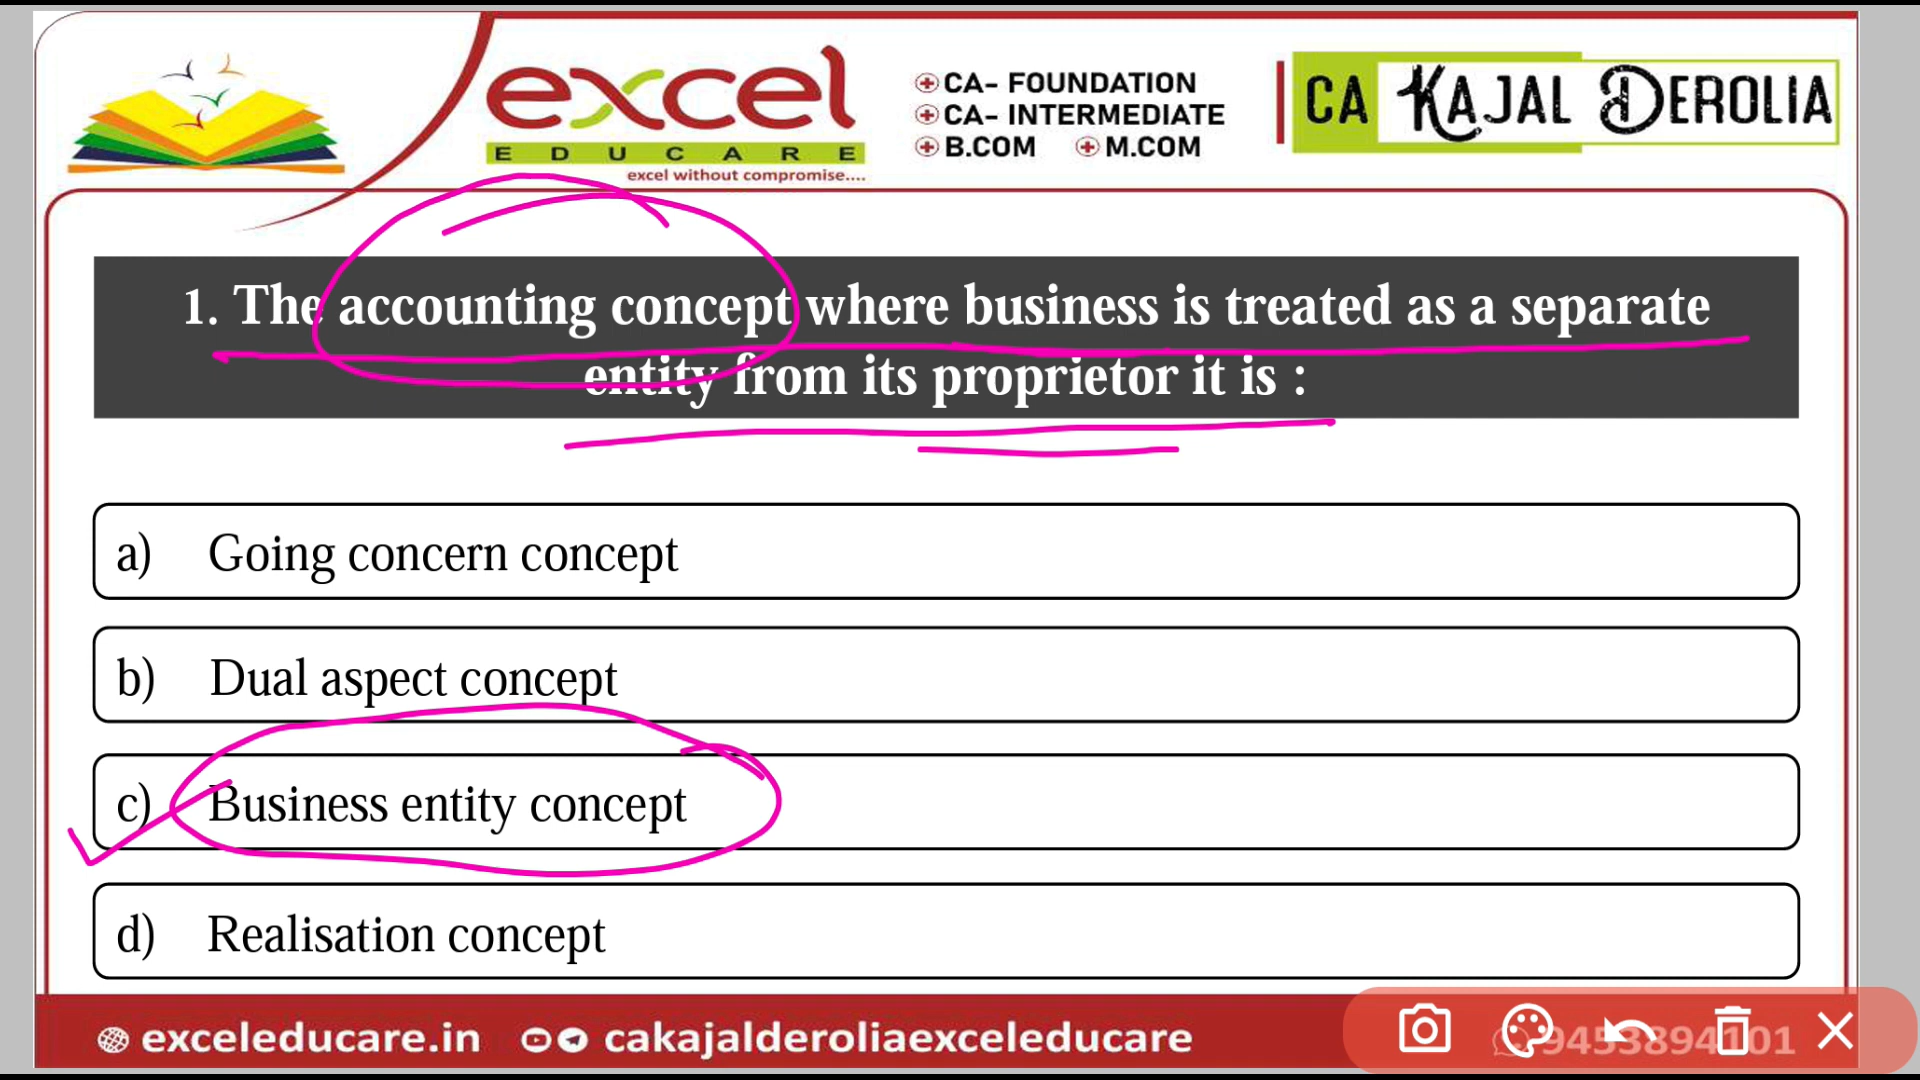 excel
EDUCARE
excel without compromise....
CA- FOUNDATION
CA- INTERMEDIATE
B.COM M.COM
CA KAJAL DEROLIA
1. The accounting concept where business is treated as a separate
entity from its proprietor it is :
a) Going concern concept
b) Dual aspect concept
c) Business entity concept
d) Realisation concept
exceleducare.in cakajalderoliaexceleducare 9453894101